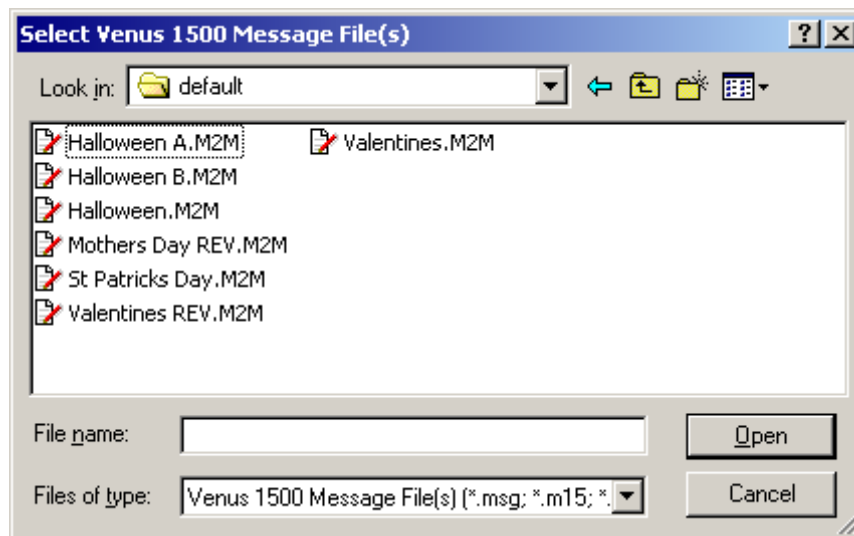 Select Venus 1500 Message File(s)
Look in: default
Halloween A.M2M
Valentines.M2M
Halloween B.M2M
Halloween.M2M
Mothers Day REV.M2M
St Patricks Day.M2M
Valentines REV.M2M
File name:
Open
Files of type: Venus 1500 Message File(s) (*.msg; *.m15; *.
Cancel